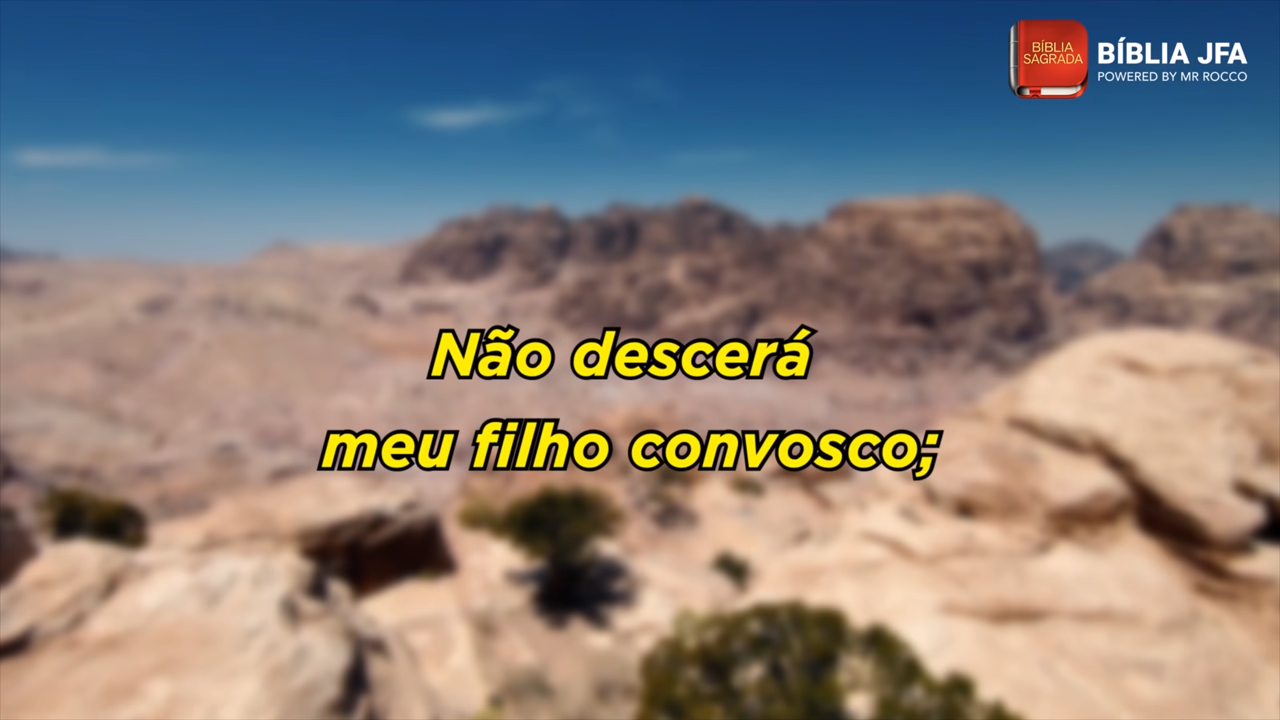 BÍBLIA
SAGRADA
BÍBLIA JFA
POWERED BY MR ROCCO
Não descerá
meu filho convosco;